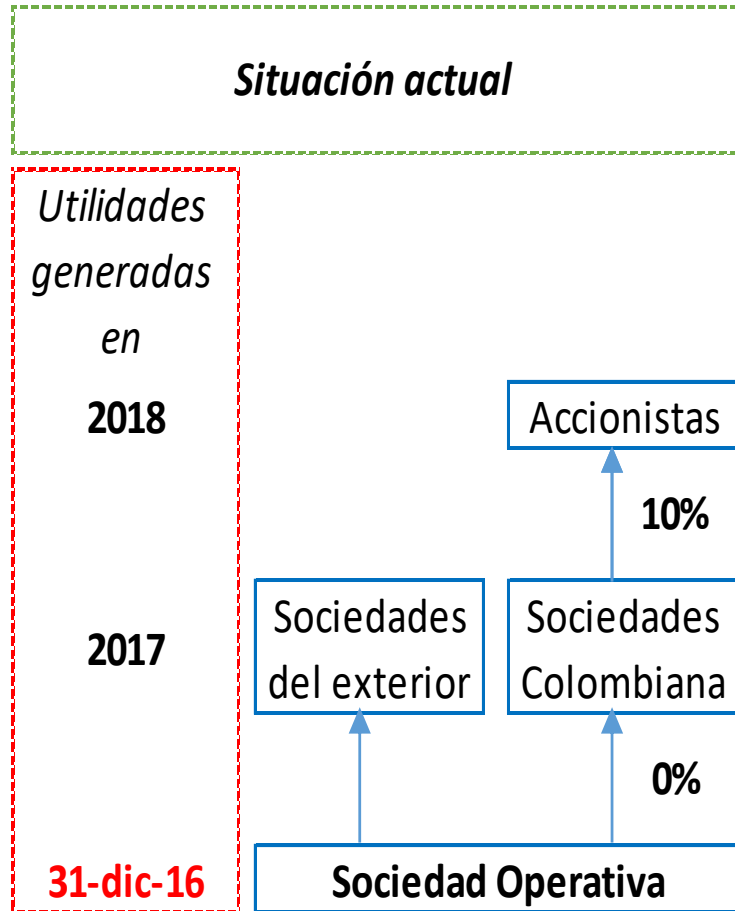 Situación actual
Utilidades
generadas
en
2018
Accionistas
10%
2017
Sociedades
del exterior
Sociedades
Colombiana
0%
31-dic-16
Sociedad Operativa